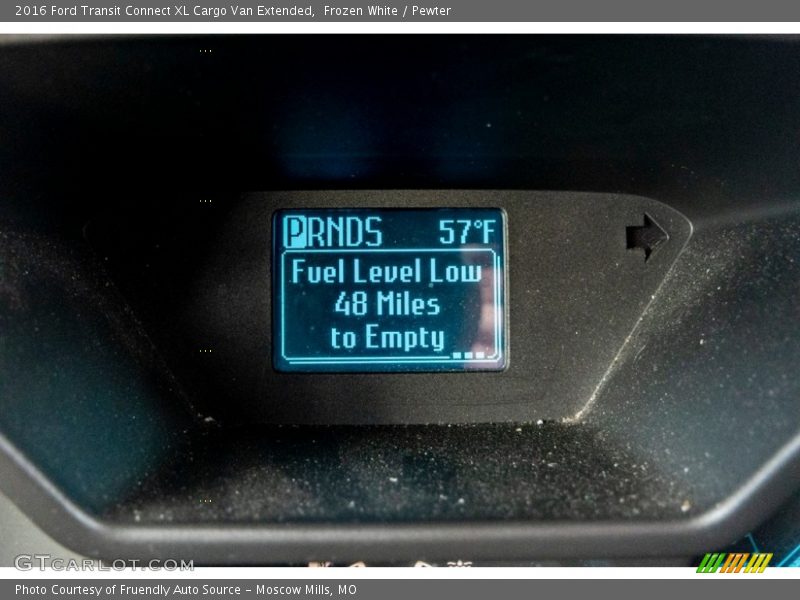 2016 Ford Transit Connect XL Cargo Van Extended,  Frozen White / Pewter
PRNDS 57°F
Fuel Level Low
48 Miles
to Empty
GTCARLOT.COM
Photo Courtesy of Fruendly Auto Source - Moscow Mills, MO